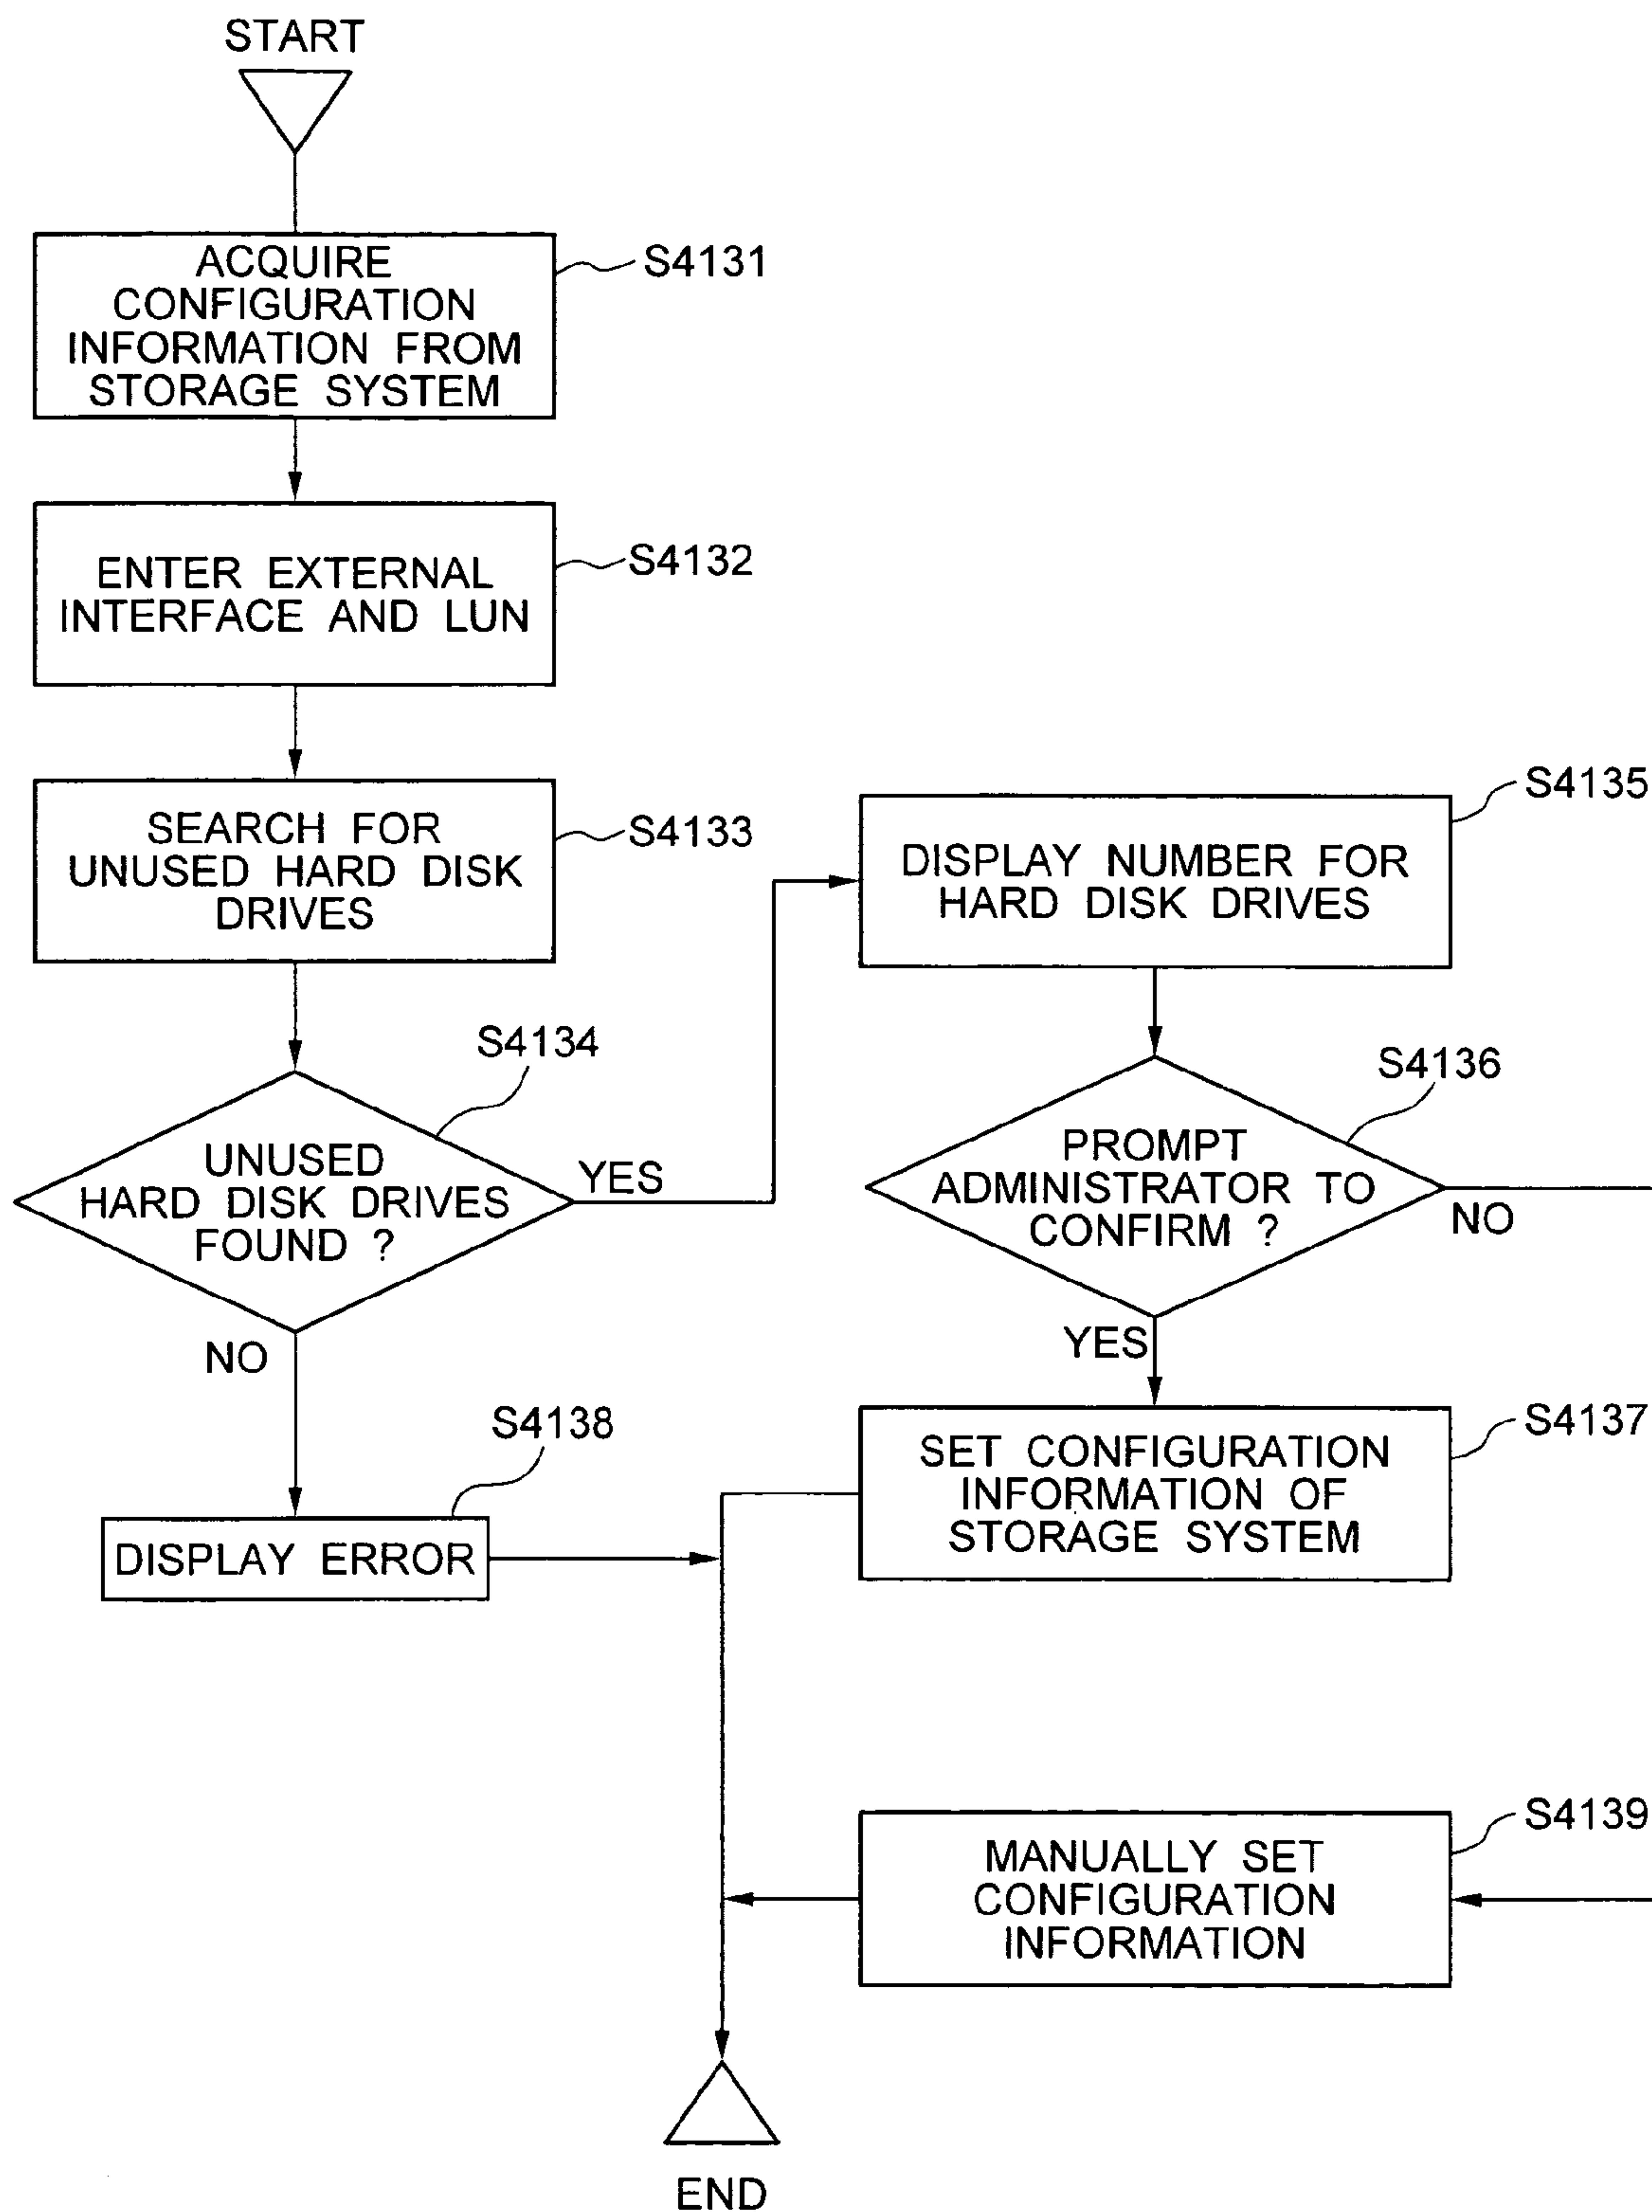 START
ACQUIRE
CONFIGURATION
INFORMATION FROM
STORAGE SYSTEM
S4131
ENTER EXTERNAL
INTERFACE AND LUN
S4132
SEARCH FOR
UNUSED HARD DISK
DRIVES
S4133
UNUSED
HARD DISK DRIVES
FOUND ?
S4134
YES
NO
DISPLAY ERROR
S4138
DISPLAY NUMBER FOR
HARD DISK DRIVES
S4135
PROMPT
ADMINISTRATOR TO
CONFIRM ?
S4136
NO
YES
SET CONFIGURATION
INFORMATION OF
STORAGE SYSTEM
S4137
MANUALLY SET
CONFIGURATION
INFORMATION
S4139
END